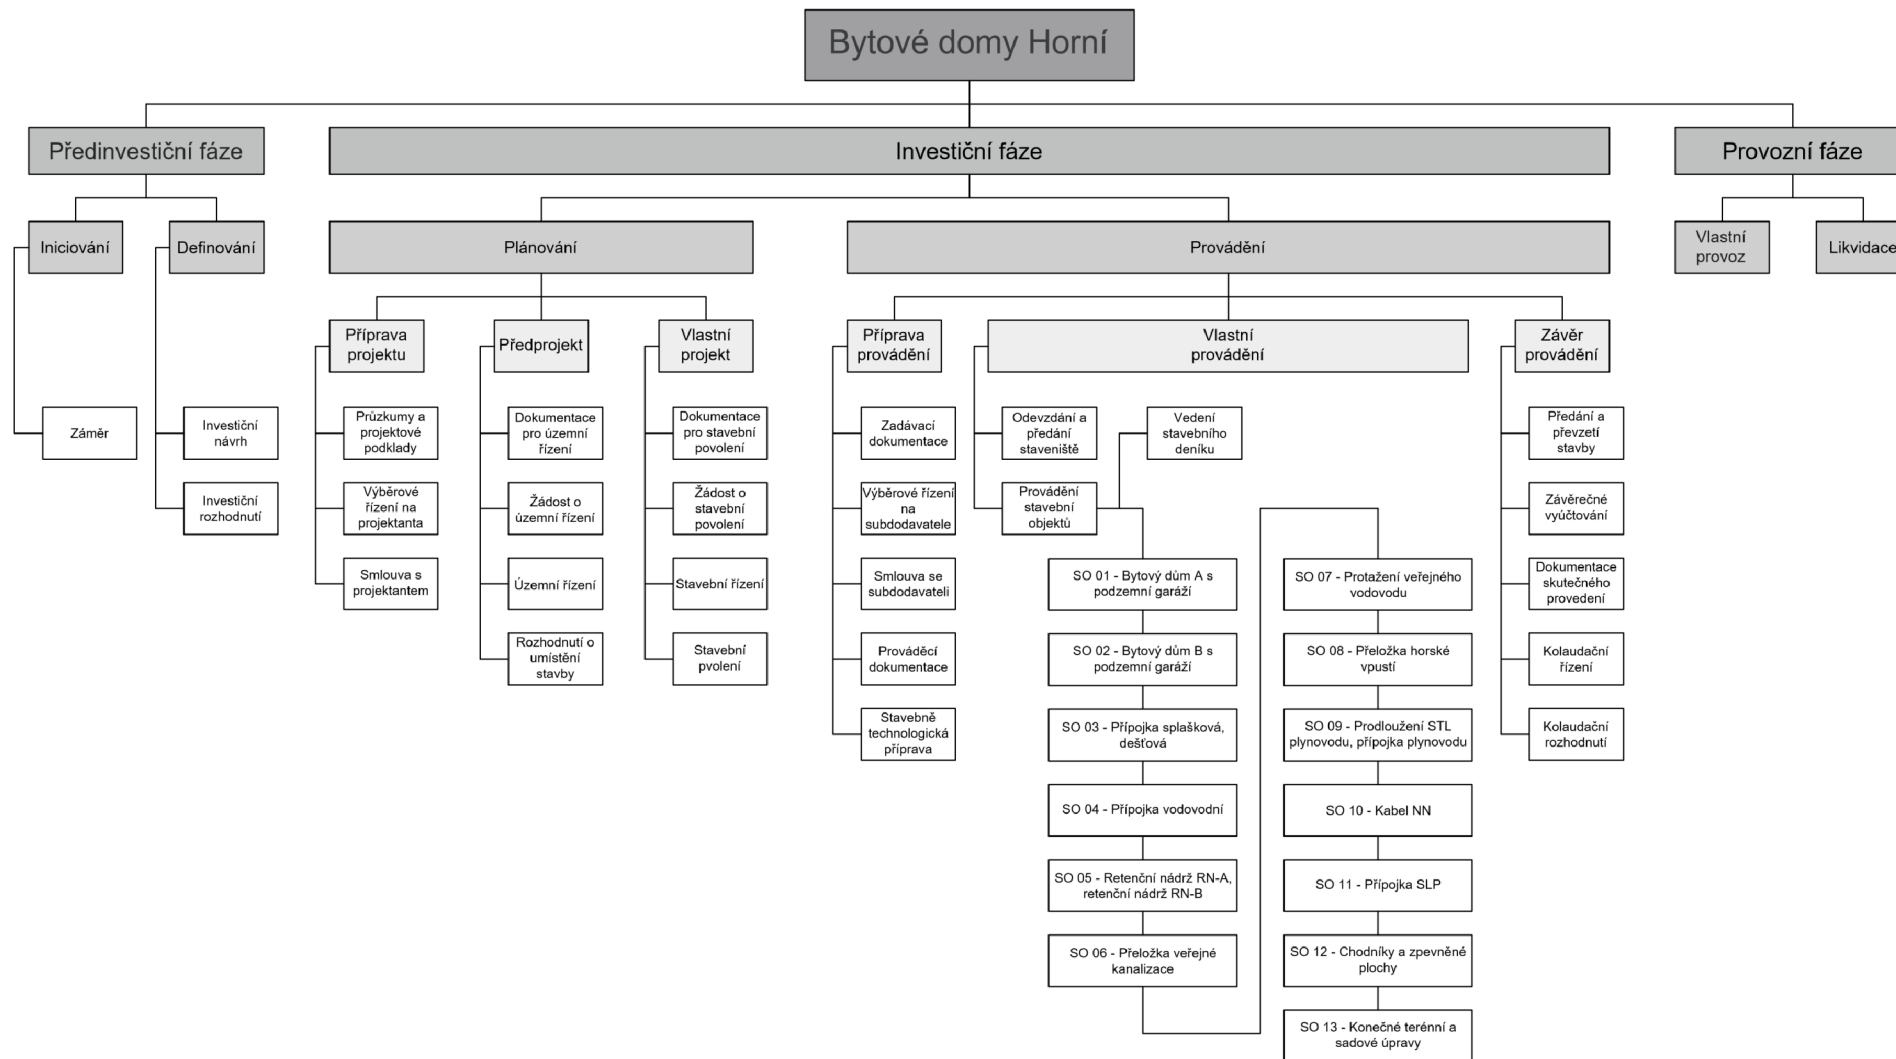 Bytové domy Horní
Předinvestiční fáze
Investiční fáze
Provozní fáze
Iniciování
Definování
Plánování
Provádění
Vlastní
provoz
Likvidace
Příprava
projektu
Předprojekt
Vlastní
projekt
Příprava
provádění
Vlastní
provádění
Závěr
provádění
Záměr
Investiční
návrh
Investiční
rozhodnutí
Průzkumy a
projektové
podklady
Výběrové
řízení na
projektanta
Smlouva s
projektantem
Dokumentace
pro územní
řízení
Žádost o
územní řízení
Územní řízení
Rozhodnutí o
umístění
stavby
Dokumentace
pro stavební
povolení
Žádost o
stavební
povolení
Stavební řízení
Stavební
pvolení
Zadávací
dokumentace
Výběrové řízení
na
subdodavatele
Smlouva se
subdodavateli
Prováděcí
dokumentace
Stavebně
technologická
příprava
Odevzdání a
předání
staveniště
Provádění
stavební
objektů
Vedení
stavebního
deníku
SO 01 - Bytový dům A s
podzemní garáží
SO 02 - Bytový dům B s
podzemní garáží
SO 03 - Přípojka splašková,
dešťová
SO 04 - Přípojka vodovodní
SO 05 - Retenční nádrž RN-A,
retenční nádrž RN-B
SO 06 - Přeložka veřejné
kanalizace
SO 07 - Protažení veřejného
vodovodu
SO 08 - Přeložka horské
vpustí
SO 09 - Prodloužení STL
plynovodu, přípojka plynovodu
SO 10 - Kabel NN
SO 11 - Přípojka SLP
SO 12 - Chodníky a zpevněné
plochy
SO 13 - Konečné terénní a
sadové úpravy
Předání a
převzetí
stavby
Závěrečné
vyúčtování
Dokumentace
skutečného
provedení
Kolaudační
řízení
Kolaudační
rozhodnutí